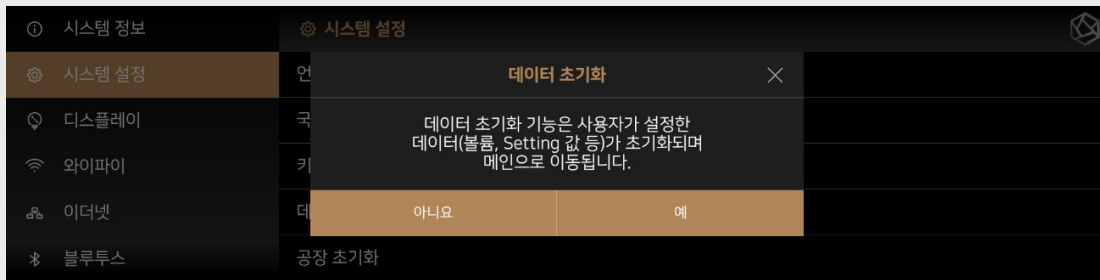 시스템 정보
시스템 설정
시스템 설정
언
데이터 초기화
디스플레이
국
데이터 초기화 기능은 사용자가 설정한
데이터(볼륨, Setting 값 등)가 초기화되며
메인으로 이동됩니다.
와이파이
키
이더넷
데
아니요
예
블루투스
공장 초기화